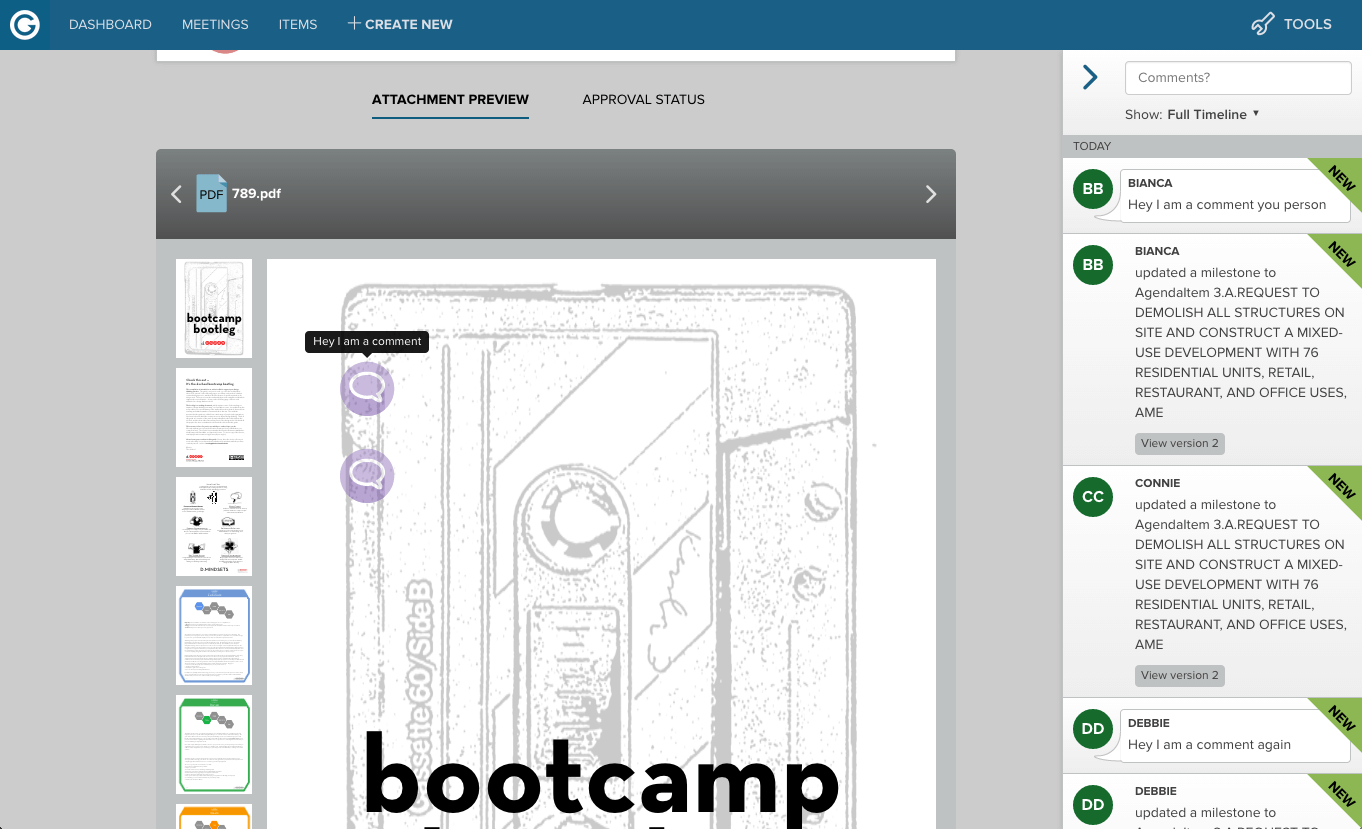 G
DASHBOARD MEETINGS ITEMS + CREATE NEW TOOLS
ATTACHMENT PREVIEW APPROVAL STATUS
PDF 789.pdf
bootcamp
bootleg
D.MINDSETS
Hey I am a comment
bootcamp
Comments?
Show: Full Timeline
TODAY
BB
BIANCA
NEW
Hey I am a comment you person
BB
BIANCA
NEW
updated a milestone to
AgendaItem 3.A.REQUEST TO
DEMOLISH ALL STRUCTURES ON
SITE AND CONSTRUCT A MIXED-
USE DEVELOPMENT WITH 76
RESIDENTIAL UNITS, RETAIL,
RESTAURANT, AND OFFICE USES,
AME
View version 2
CC
CONNIE
NEW
updated a milestone to
AgendaItem 3.A.REQUEST TO
DEMOLISH ALL STRUCTURES ON
SITE AND CONSTRUCT A MIXED-
USE DEVELOPMENT WITH 76
RESIDENTIAL UNITS, RETAIL,
RESTAURANT, AND OFFICE USES,
AME
View version 2
DD
DEBBIE
NEW
Hey I am a comment again
DD
DEBBIE
NEW
updated a milestone to